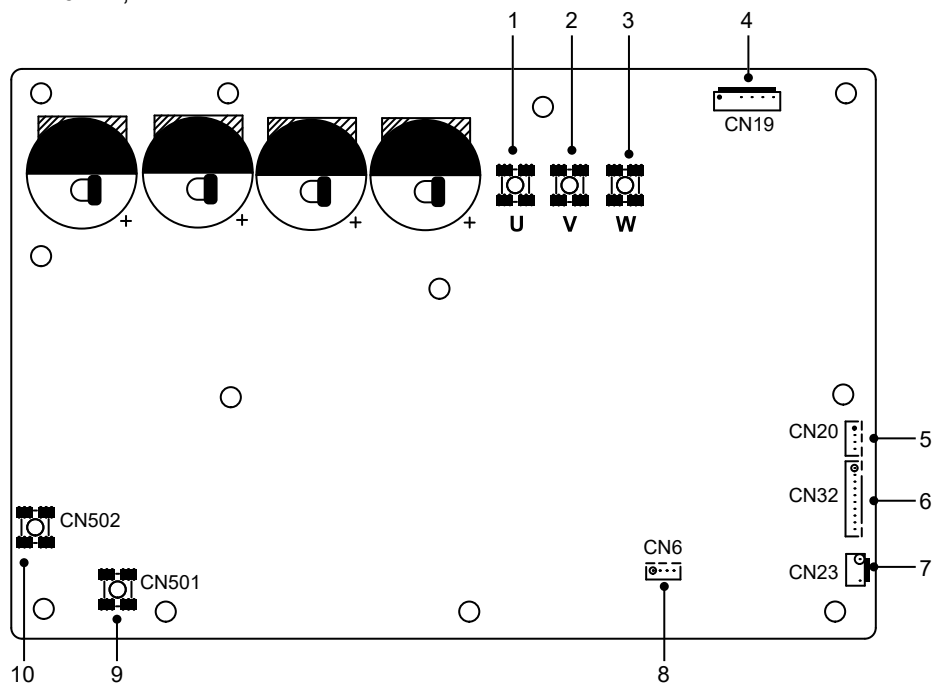 1 2 3 4
CN19
+ + + +
U V W
CN20 5
CN32 6
CN502
CN6
CN501
CN23 7
10 9 8